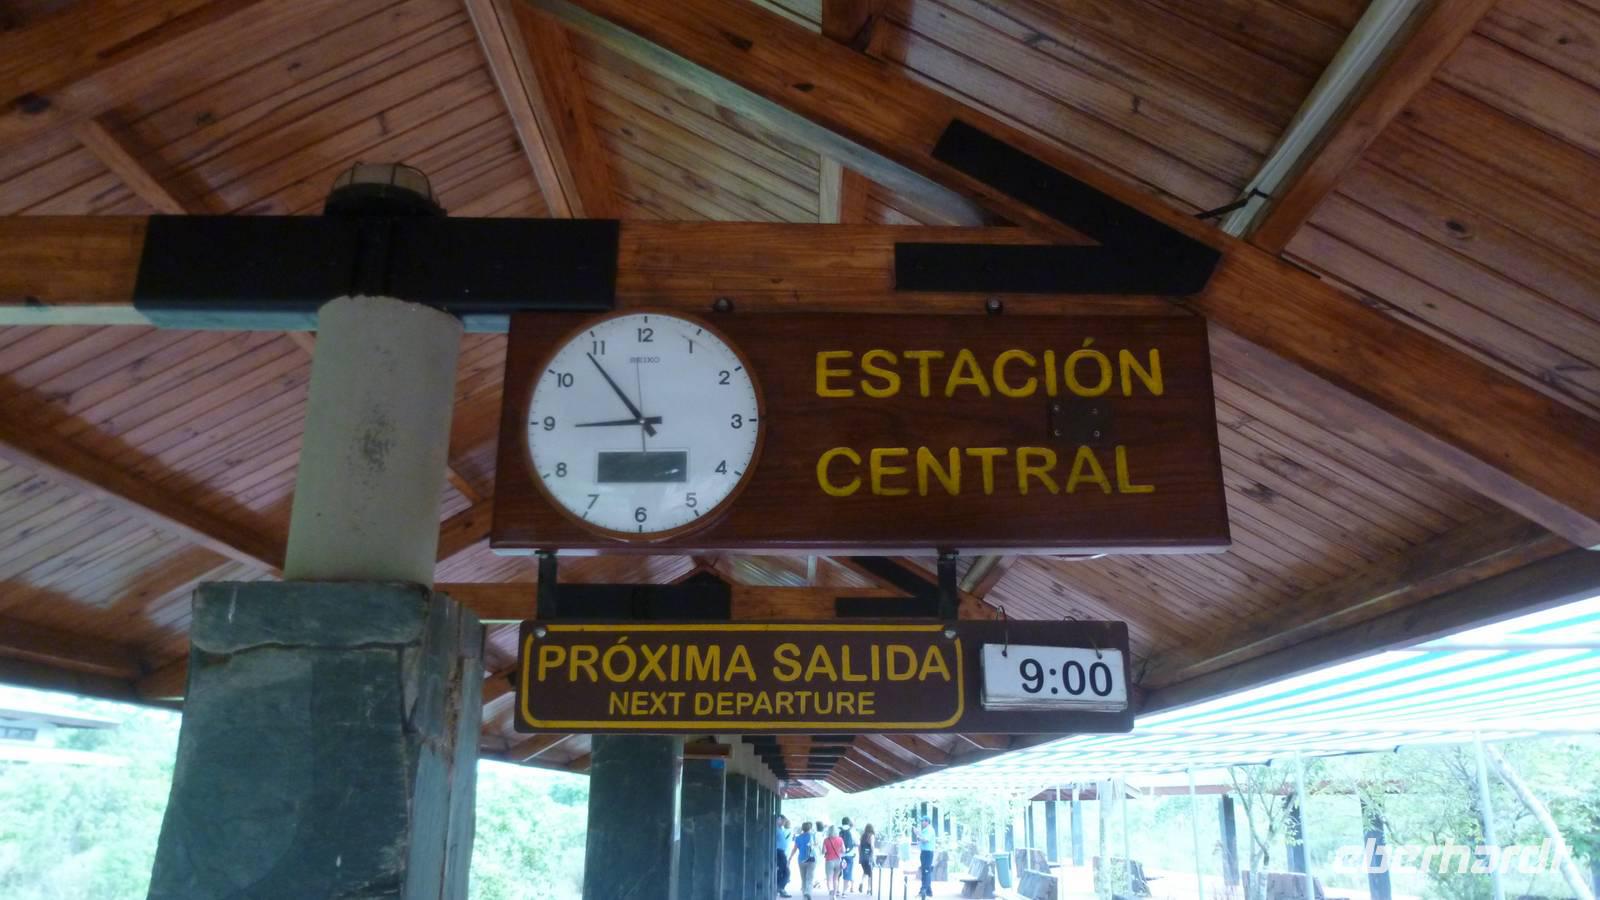 12
1
2
3
4
5
6
7
8
9
10
11
SEIKO
ESTACIÓN
CENTRAL
PRÓXIMA SALIDA
NEXT DEPARTURE
9:00
eberhardt